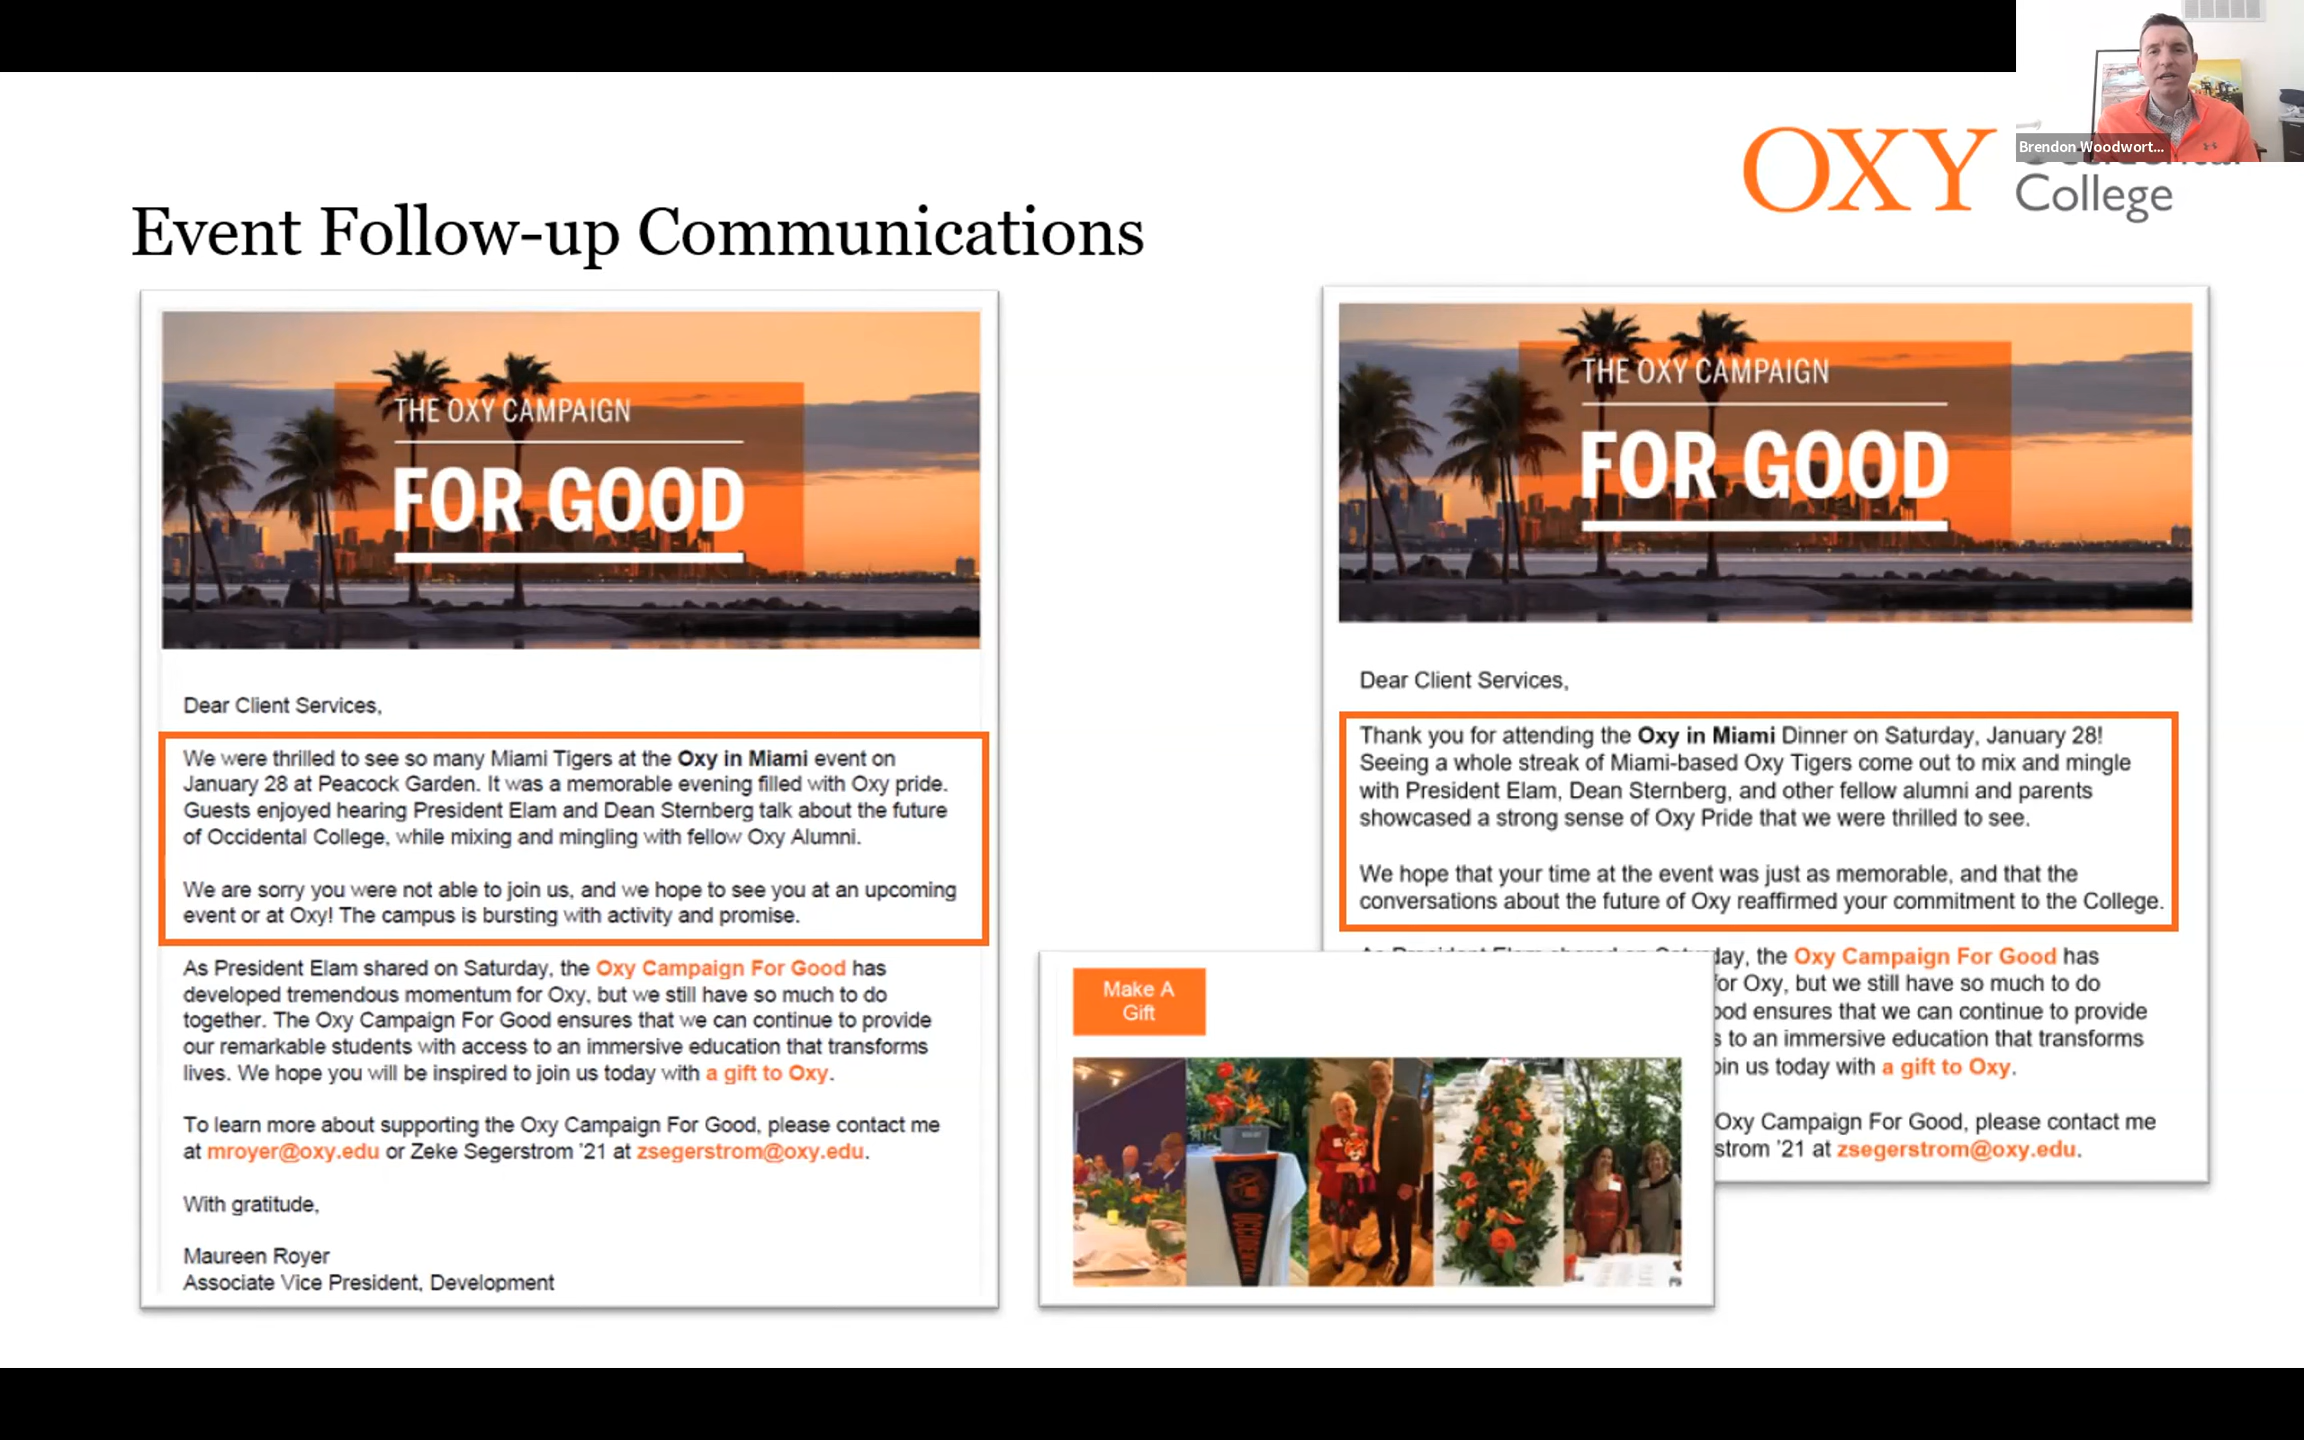 Brendon Woodwort...
OXY
College
Event Follow-up Communications
THE OXY CAMPAIGN
FOR GOOD
Dear Client Services,
We were thrilled to see so many Miami Tigers at the Oxy in Miami event on
January 28 at Peacock Garden. It was a memorable evening filled with Oxy pride.
Guests enjoyed hearing President Elam and Dean Sternberg talk about the future
of Occidental College, while mixing and mingling with fellow Oxy Alumni.
We are sorry you were not able to join us, and we hope to see you at an upcoming
event or at Oxy! The campus is bursting with activity and promise.
As President Elam shared on Saturday, the Oxy Campaign For Good has
developed tremendous momentum for Oxy, but we still have so much to do
together. The Oxy Campaign For Good ensures that we can continue to provide
our remarkable students with access to an immersive education that transforms
lives. We hope you will be inspired to join us today with a gift to Oxy.
To learn more about supporting the Oxy Campaign For Good, please contact me
at mroyer@oxy.edu or Zeke Segerstrom '21 at zsegerstrom@oxy.edu.
With gratitude,
Maureen Royer
Associate Vice President, Development
THE OXY CAMPAIGN
FOR GOOD
Dear Client Services,
Thank you for attending the Oxy in Miami Dinner on Saturday, January 28!
Seeing a whole streak of Miami-based Oxy Tigers come out to mix and mingle
with President Elam, Dean Sternberg, and other fellow alumni and parents
showcased a strong sense of Oxy Pride that we were thrilled to see.
We hope that your time at the event was just as memorable, and that the
conversations about the future of Oxy reaffirmed your commitment to the College.
day, the Oxy Campaign For Good has
or Oxy, but we still have so much to do
ood ensures that we can continue to provide
s to an immersive education that transforms
oin us today with a gift to Oxy.
Oxy Campaign For Good, please contact me
strom '21 at zsegerstrom@oxy.edu.
Make A
Gift
OCCIDENTAL